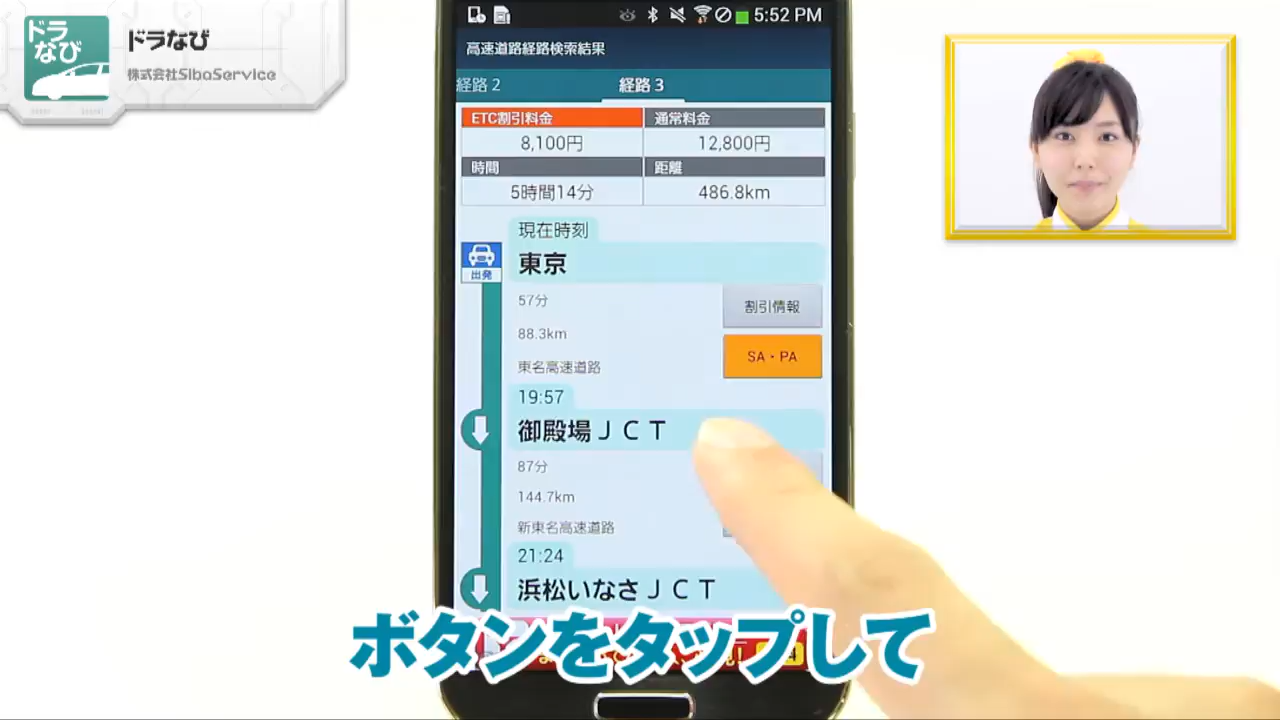 ドラ
なび
ドラなび
株式会社SibaService
5:52 PM
高速道路経路検索結果
経路 2
経路 3
ETC割引料金
通常料金
8,100円
12,800円
時間
距離
5時間14分
486.8km
現在時刻
出発
東京
57分
割引情報
88.3km
SA・PA
東名高速道路
19:57
御殿場ＪＣＴ
87分
144.7km
新東名高速道路
21:24
浜松いなさＪＣＴ
ボタンをタップして